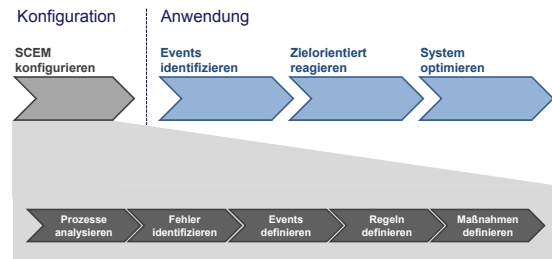 Konfiguration
Anwendung
SCEM
konfigurieren
Events
identifizieren
Zielorientiert
reagieren
System
optimieren
Prozesse
analysieren
Fehler
identifizieren
Events
definieren
Regeln
definieren
Maßnahmen
definieren